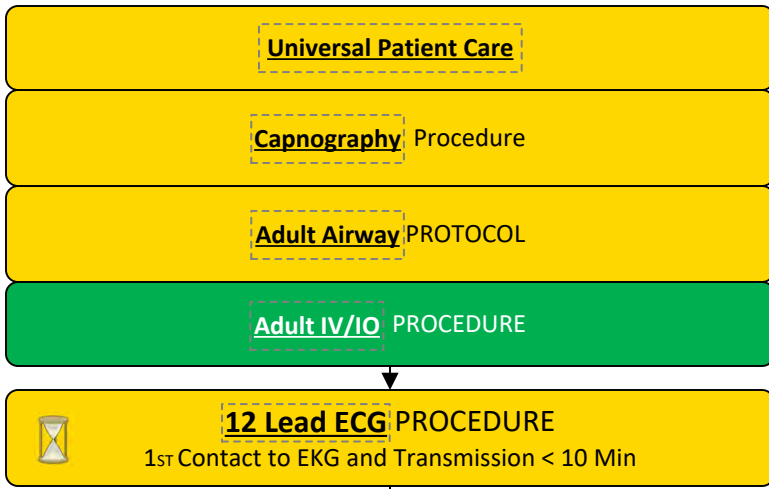 Universal Patient Care
Capnography Procedure
Adult Airway PROTOCOL
Adult IV/IO PROCEDURE
12 Lead ECG PROCEDURE
1ST Contact to EKG and Transmission < 10 Min